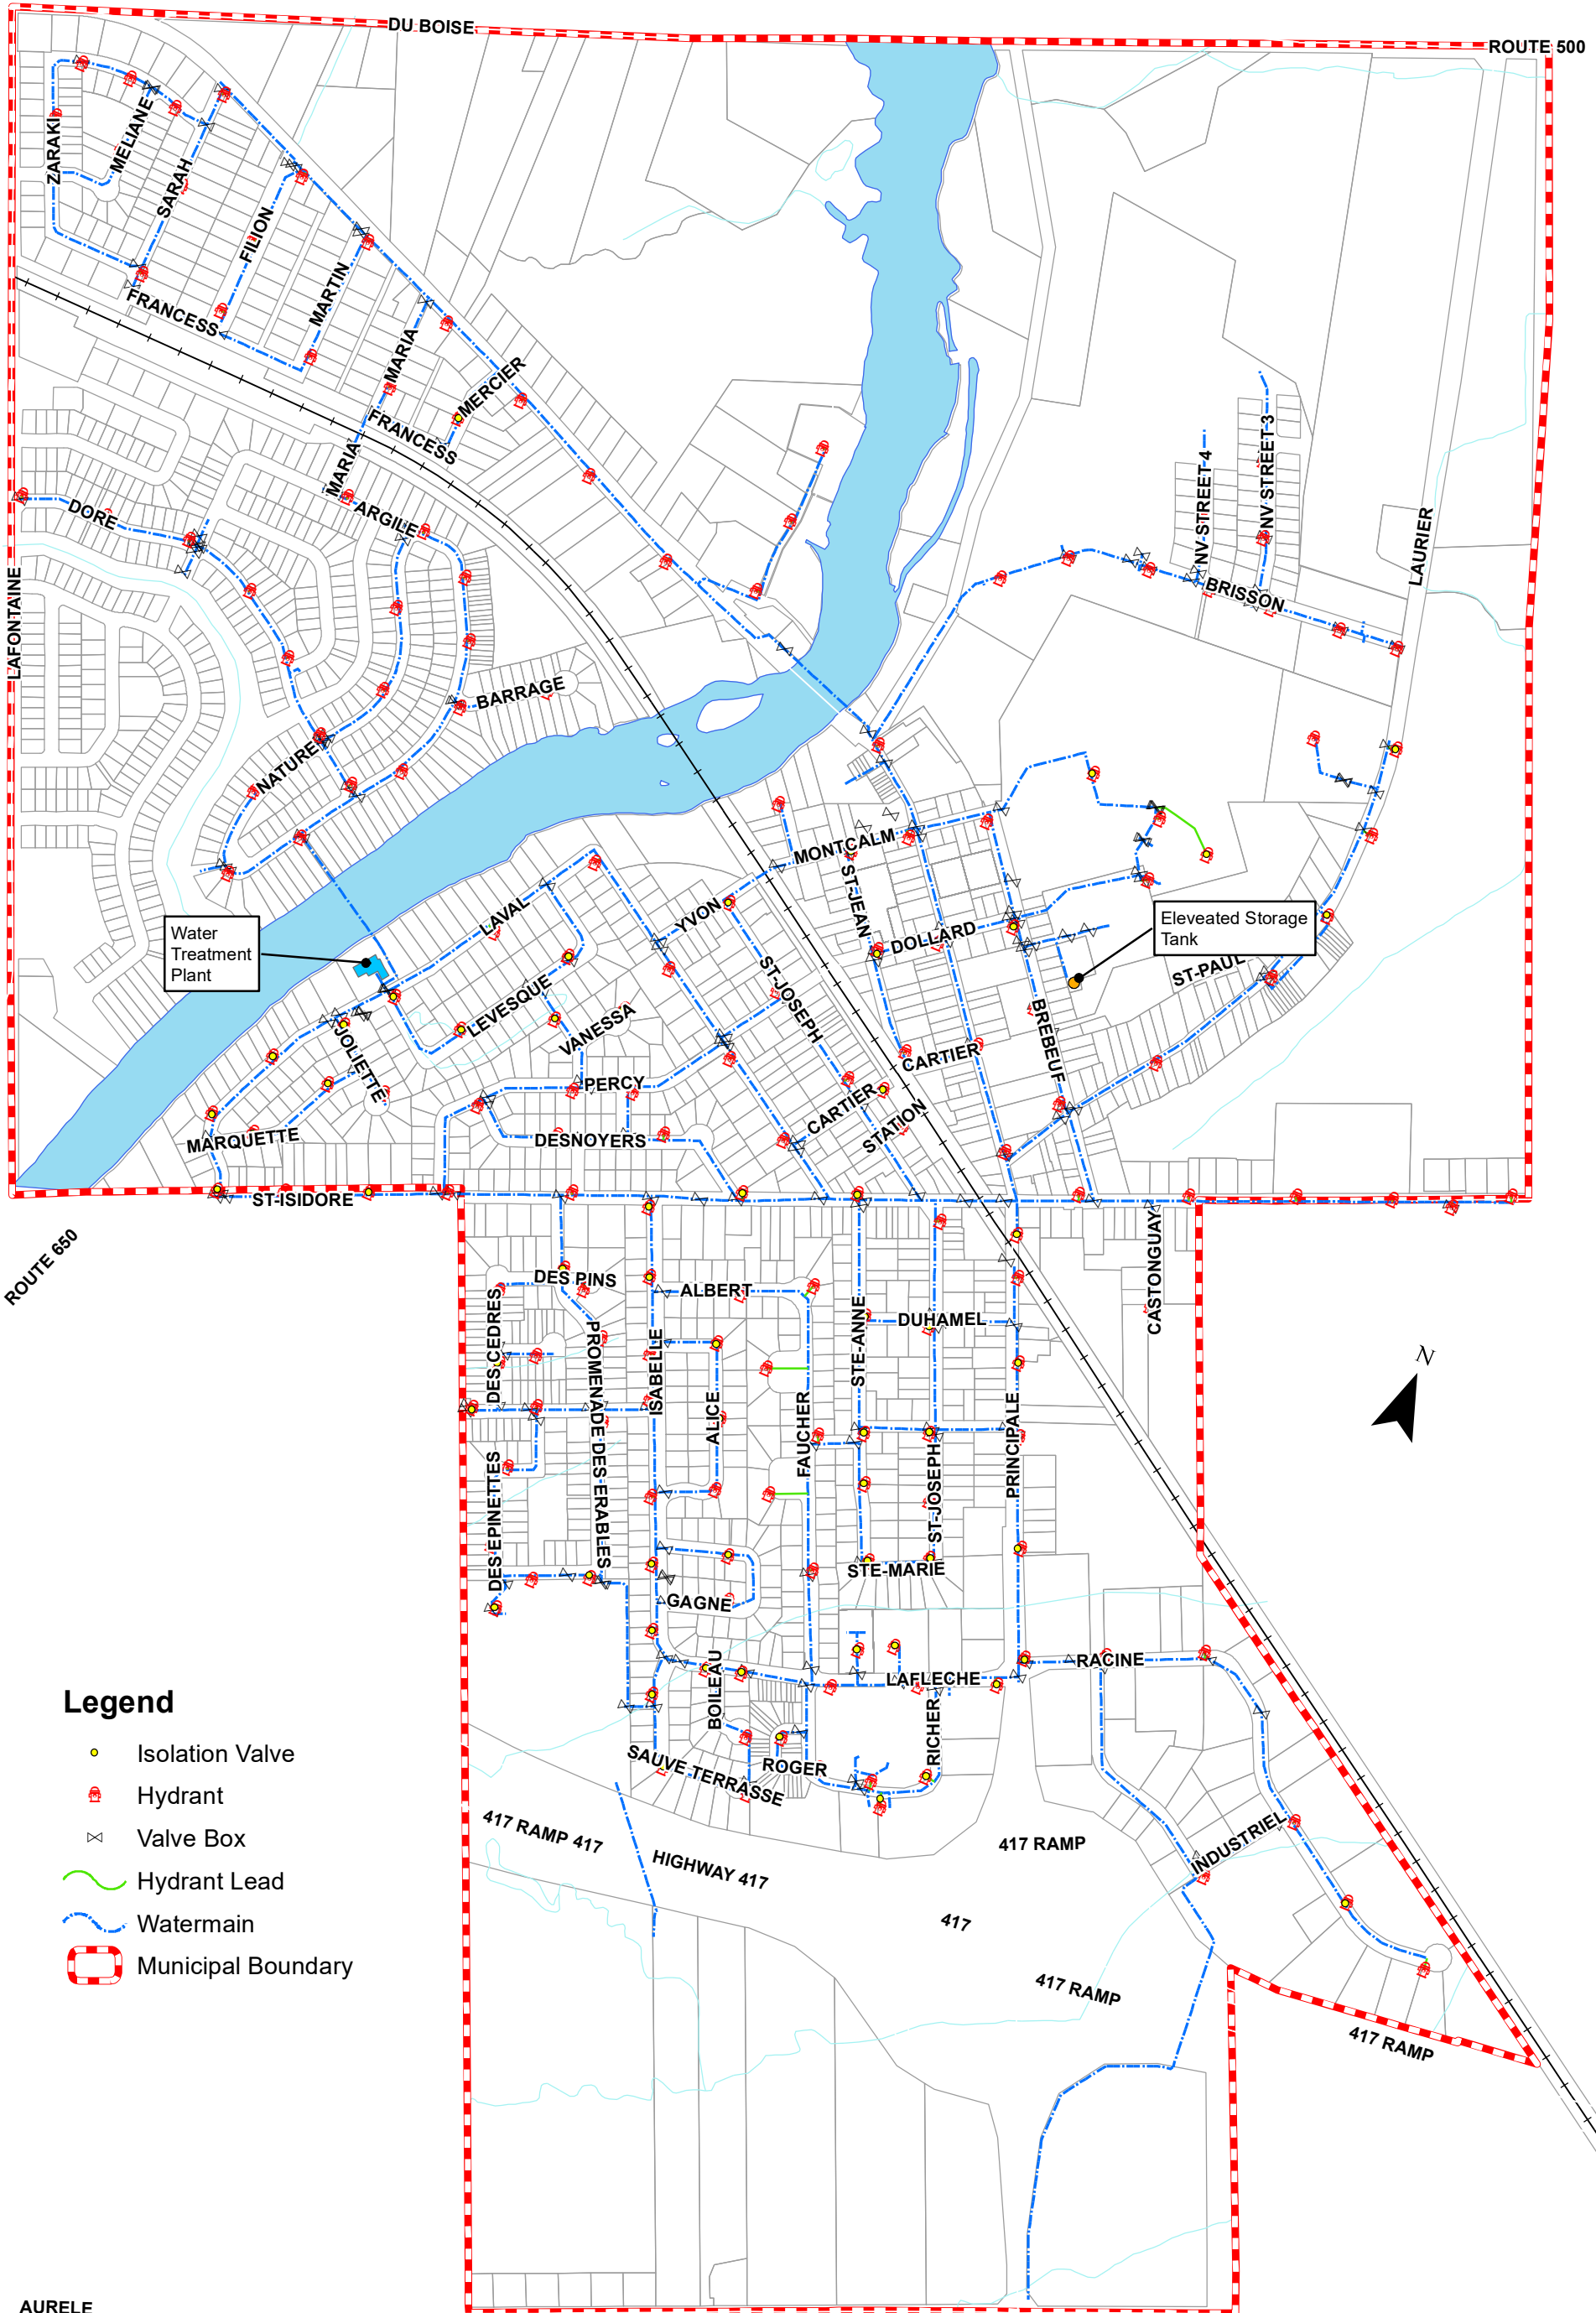 DU BOISE
ROUTE 500
ZARAKI
MELIANE
SARAH
FILION
MARTIN
FRANCESS
MARIA
MERCIER
FRANCESS
MARIA
ARGILE
DORE
LAFONTAINE
NV STREET 4
NV STREET 3
LAURIER
BRISSON
BARRAGE
NATURE
MONTCALM
ST-JEAN
YVON
LAVAL
DOLLARD
Water
Treatment
Plant
Eleveated Storage
Tank
ST-PAUL
LEVESQUE
ST-JOSEPH
VANESSA
JOLIETTE
BREBEUF
CARTIER
PERCY
CARTIER
STATION
MARQUETTE
DESNOYERS
ST-ISIDORE
ROUTE 650
CASTONGUAY
DES PINS
ALBERT
DES CEDRES
DUHAMEL
STE-ANNE
PROMENADE DES ERABLES
ISABELLE
ALICE
FAUCHER
PRINCIPALE
ST-JOSEPH
DES EPINETTES
STE-MARIE
GAGNE
N
BOILEAU
LAFLECHE
RACINE
RICHER
SAUVE TERRASSE
ROGER
INDUSTRIEL
417 RAMP 417
HIGHWAY 417
417 RAMP
417
417 RAMP
417 RAMP
Legend
Isolation Valve
Hydrant
Valve Box
Hydrant Lead
Watermain
Municipal Boundary
AURELE